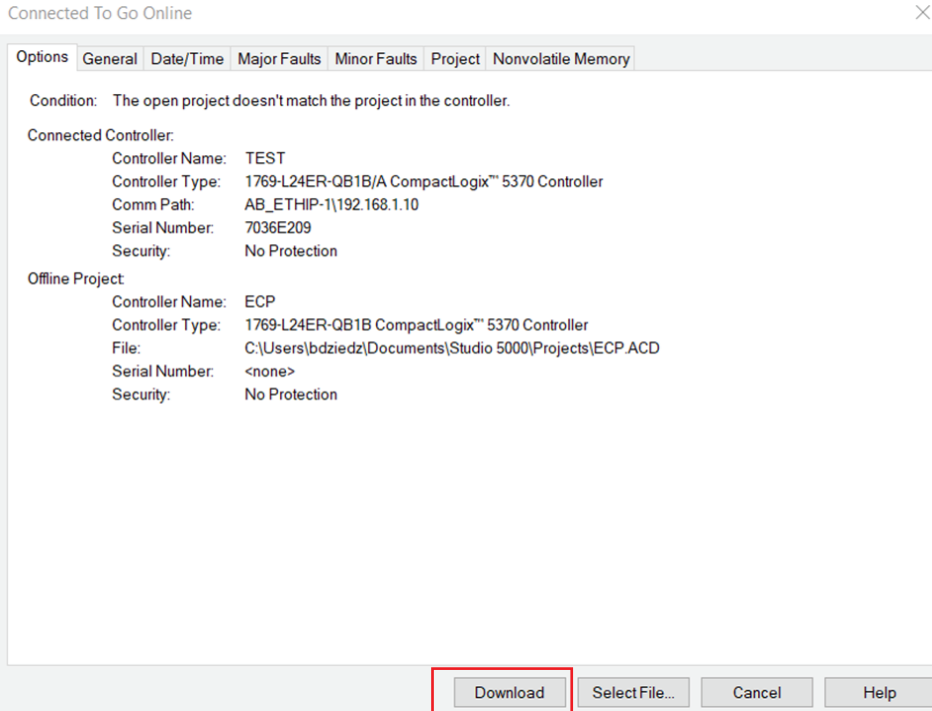 Connected To Go Online
Options General Date/Time Major Faults Minor Faults Project Nonvolatile Memory
Condition: The open project doesn't match the project in the controller.
Connected Controller:
Controller Name: TEST
Controller Type: 1769-L24ER-QB1B/A CompactLogix™ 5370 Controller
Comm Path: AB_ETHIP-1\192.168.1.10
Serial Number: 7036E209
Security: No Protection
Offline Project:
Controller Name: ECP
Controller Type: 1769-L24ER-QB1B CompactLogix™ 5370 Controller
File: C:\Users\bdziedz\Documents\Studio 5000\Projects\ECP.ACD
Serial Number: <none>
Security: No Protection
Download Select File... Cancel Help